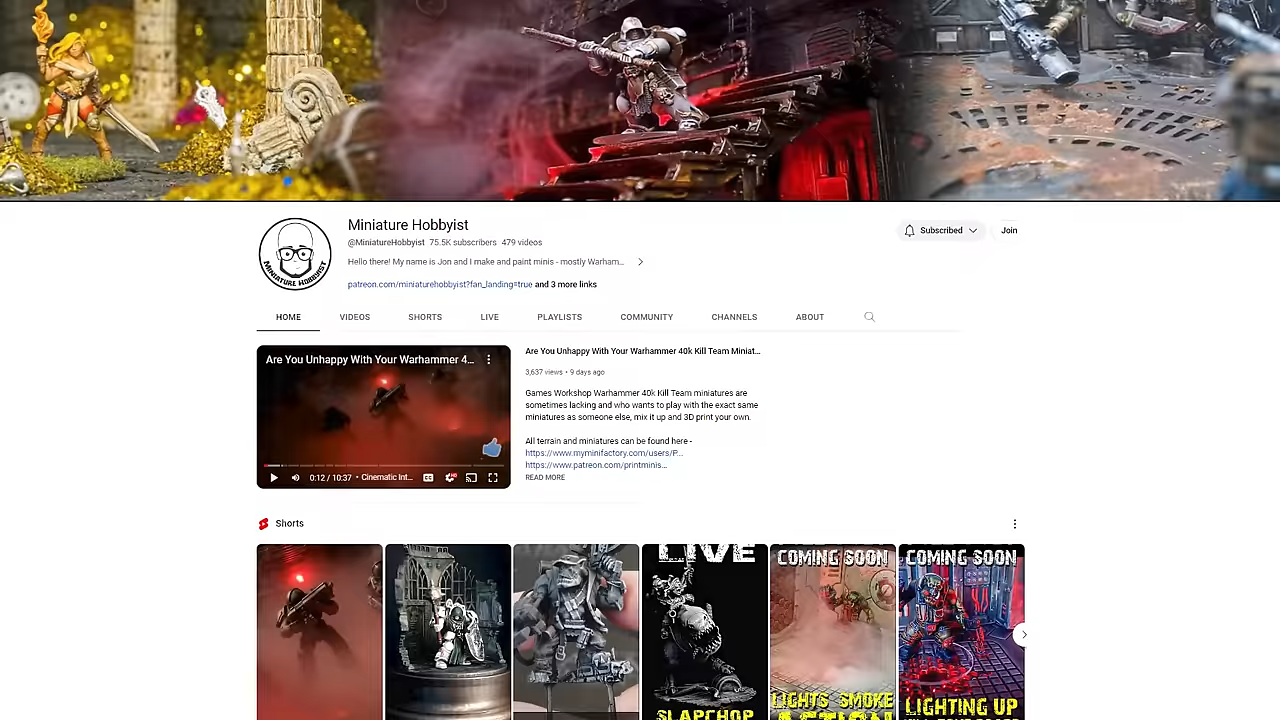 MINIATURE HOBBYIST
Miniature Hobbyist
@MiniatureHobbyist 75.5K subscribers 479 videos
Hello there! My name is Jon and I make and paint minis - mostly Warham...
patreon.com/miniaturehobbyist?fan_landing=true and 3 more links
Subscribed
Join
HOME VIDEOS SHORTS LIVE PLAYLISTS COMMUNITY CHANNELS ABOUT
Are You Unhappy With Your Warhammer 4...
0:12 / 10:37 • Cinematic Int...
CC
HD
Are You Unhappy With Your Warhammer 40k Kill Team Miniat...
3,637 views • 9 days ago
Games Workshop Warhammer 40k Kill Team miniatures are
sometimes lacking and who wants to play with the exact same
miniatures as someone else, mix it up and 3D print your own.
All terrain and miniatures can be found here -
https://www.myminifactory.com/users/P...
https://www.patreon.com/printminis...
READ MORE
Shorts
LIVE
SLAPCHOP
COMING SOON
LIGHTS SMOKE
ACTION
COMING SOON
LIGHTING UP